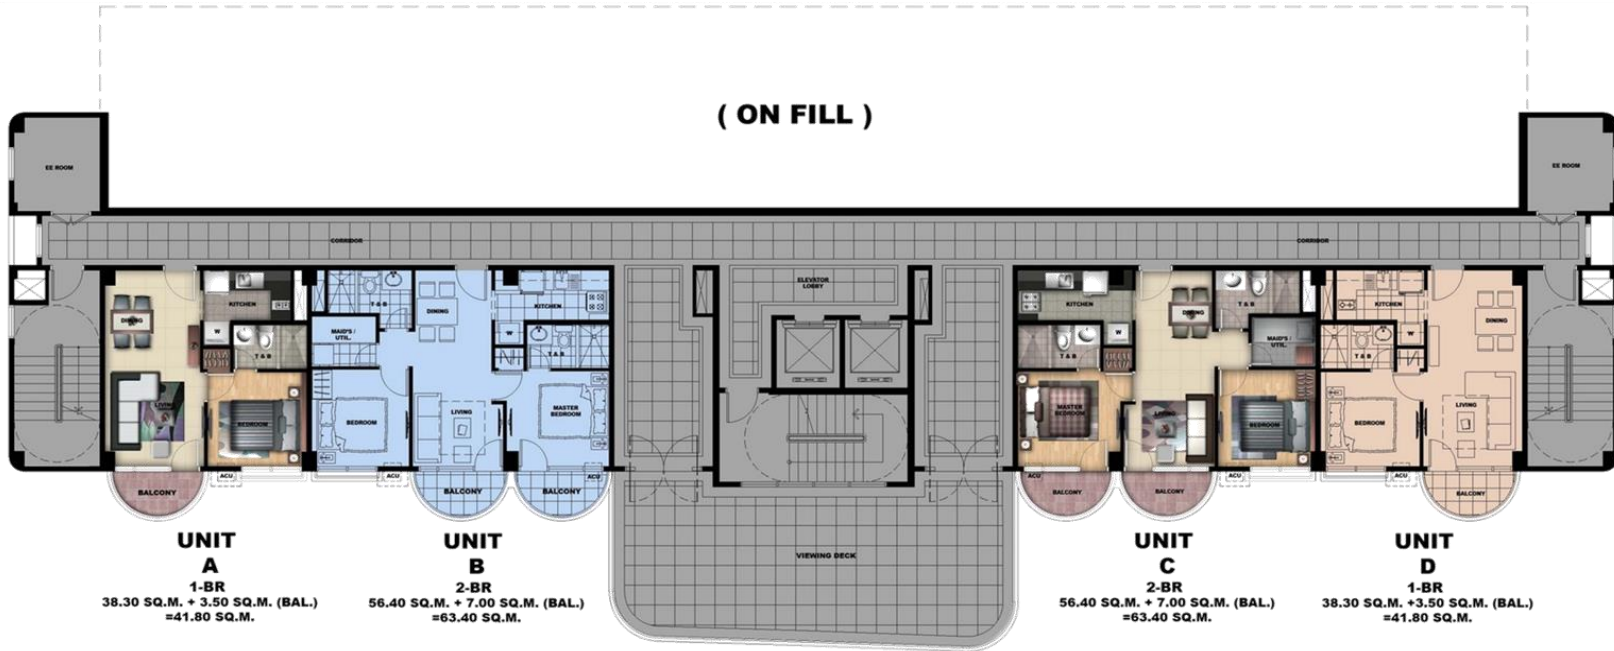 ( ON FILL )
EE ROOM
EE ROOM
CORRIDOR
CORRIDOR
ELEVATOR
LOBBY
DINING
KITCHEN
W
T & B
LIVING
BEDROOM
ACU
BALCONY
T & B
MAID'S /
UTIL.
DINING
KITCHEN
W
T & B
BEDROOM
LIVING
MASTER
BEDROOM
ACU
ACU
BALCONY
BALCONY
VIEWING DECK
KITCHEN
DINING
T & B
T & B
W
MAID'S /
UTIL.
MASTER
BEDROOM
LIVING
BEDROOM
ACU
ACU
BALCONY
BALCONY
KITCHEN
DINING
T & B
W
BEDROOM
LIVING
ACU
BALCONY
UNIT
A
1-BR
38.30 SQ.M. + 3.50 SQ.M. (BAL.)
=41.80 SQ.M.
UNIT
B
2-BR
56.40 SQ.M. + 7.00 SQ.M. (BAL.)
=63.40 SQ.M.
UNIT
C
2-BR
56.40 SQ.M. + 7.00 SQ.M. (BAL.)
=63.40 SQ.M.
UNIT
D
1-BR
38.30 SQ.M. +3.50 SQ.M. (BAL.)
=41.80 SQ.M.